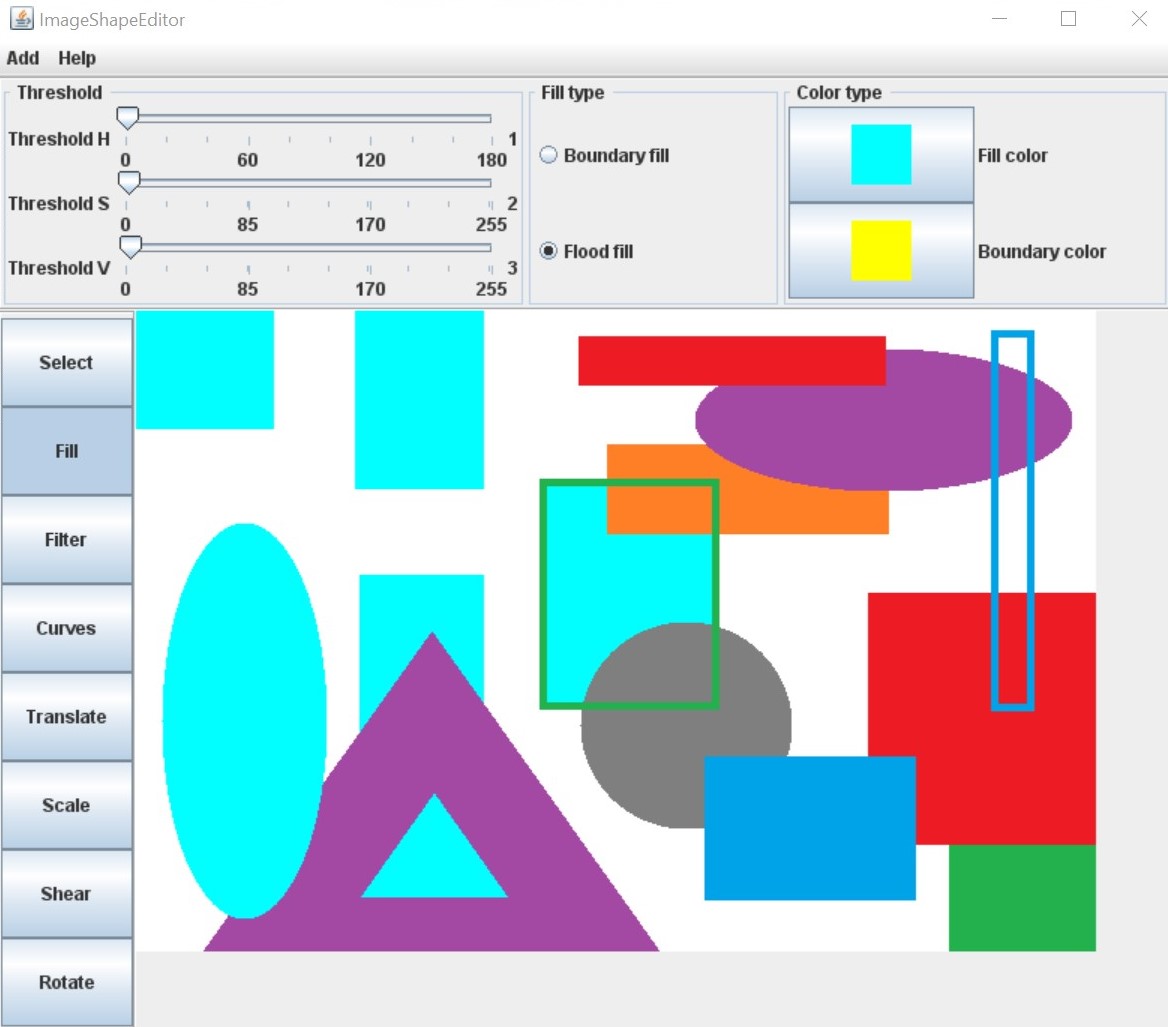 ImageShapeEditor
Add Help
Threshold
Threshold H 1
0 60 120 180
Threshold S 2
0 85 170 255
Threshold V 3
0 85 170 255
Fill type
Boundary fill
Flood fill
Color type
Fill color
Boundary color
Select
Fill
Filter
Curves
Translate
Scale
Shear
Rotate